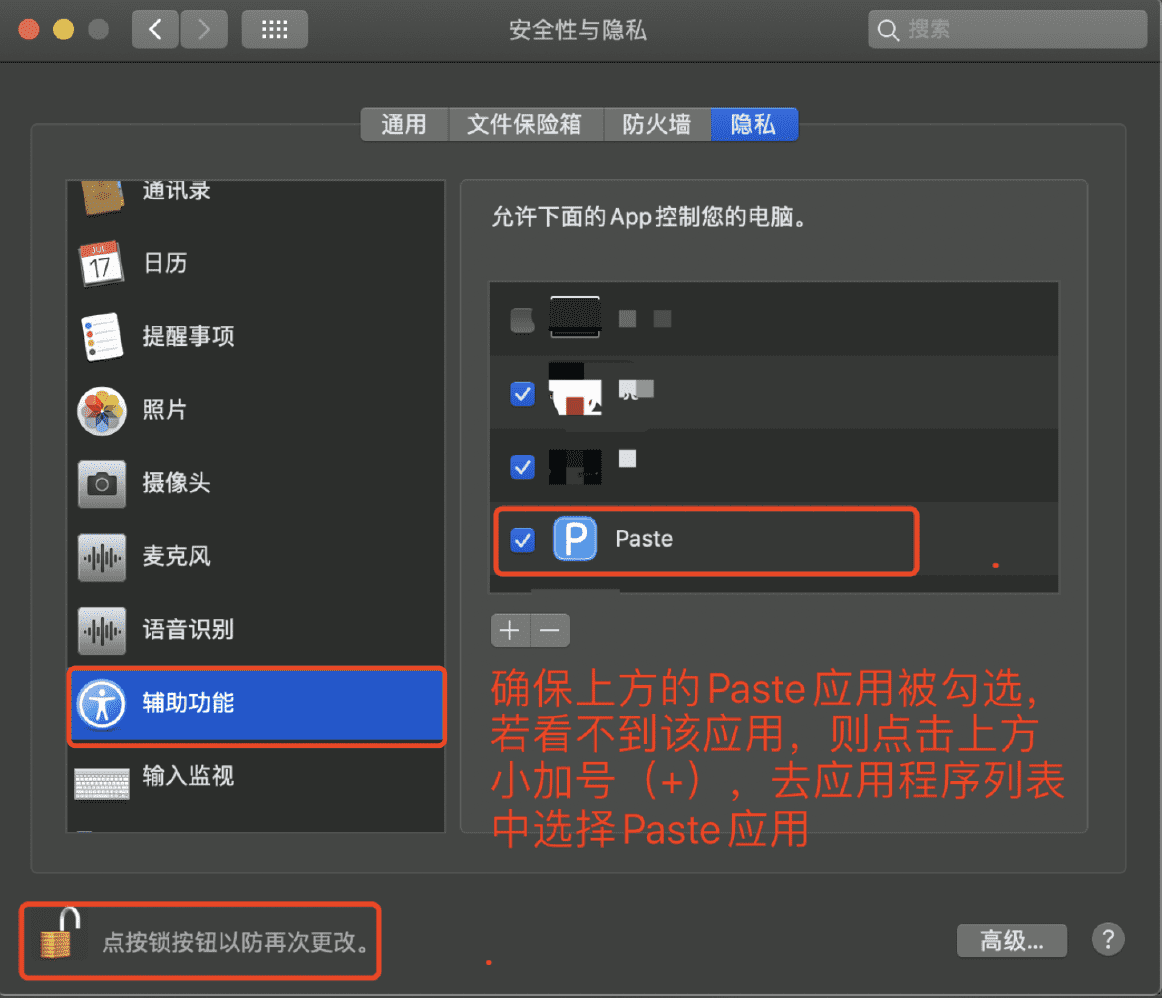 安全性与隐私
搜索
通用
文件保险箱
防火墙
隐私
通讯录
JUL
17
日历
提醒事项
照片
摄像头
麦克风
语音识别
辅助功能
输入监视
允许下面的App控制您的电脑。
P
Paste
确保上方的Paste应用被勾选，
若看不到该应用，则点击上方
小加号（+），去应用程序列表
中选择Paste应用
点按锁按钮以防再次更改。
高级...
?